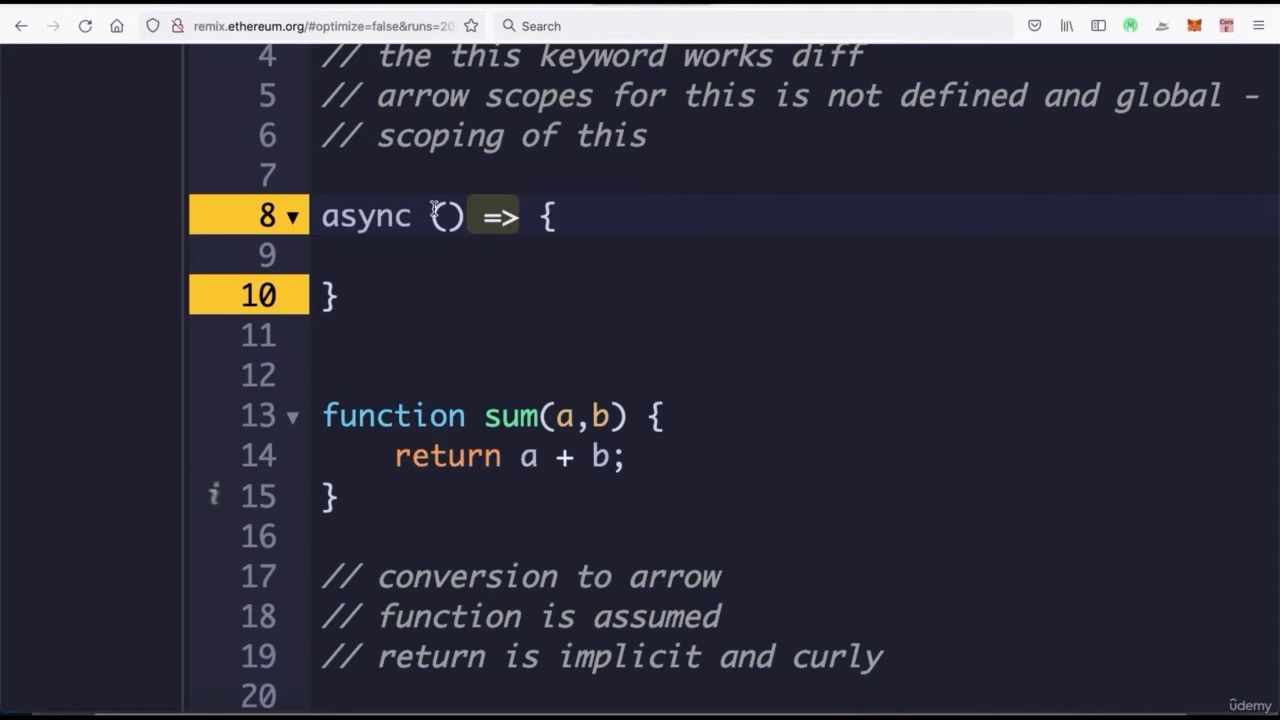 remix.ethereum.org/#optimize=false&runs=20
Search
4 // the this keyword works diff
5 // arrow scopes for this is not defined and global -
6 // scoping of this
7
8 async () => {
9
10 }
11
12
13 function sum(a,b) {
14 return a + b;
i 15 }
16
17 // conversion to arrow
18 // function is assumed
19 // return is implicit and curly
20
udemy